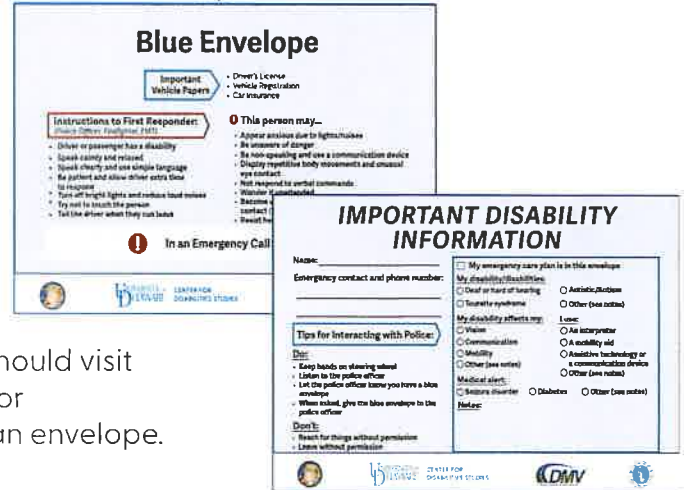 Blue Envelope
Important
Vehicle Papers
• Driver's License
• Vehicle Registration
• Car Insurance
Instructions to First Responder:
(Police Officer, Firefighter, EMT)
• Driver or passenger has a disability
• Speak calmly and relaxed
• Speak clearly and use simple language
• Be patient and allow driver extra time
to respond
• Turn off bright lights and reduce loud noises
• Try not to touch the person
• Tell the driver when they can leave
This person may...
• Appear anxious due to lights/noises
• Be unaware of danger
• Be non-speaking and use a communication device
• Display repetitive body movements and unusual
eye contact
• Not respond to verbal commands
• Wander if unattended
• Become
contact
• Resist
In an Emergency Call
CENTER FOR
DISABILITIES STUDIES
IMPORTANT DISABILITY
INFORMATION
Name:
Emergency contact and phone number:
Tips for Interacting with Police:
Do:
• Keep hands on steering wheel
• Listen to the police officer
• Let the police officer know you have a blue
envelope
• When asked, give the blue envelope to the
police officer
Don't:
• Reach for things without permission
• Leave without permission
My emergency care plan is in this envelope
My disability/disabilities:
Deaf or hard of hearing
Autistic/Autism
Tourette syndrome
Other (see notes)
My disability affects my:
Vision
Communication
Mobility
Other (see notes)
I use:
An interpreter
A mobility aid
Assistive technology or
a communication device
Other (see notes)
Medical alert:
Seizure disorder
Diabetes
Other (see notes)
Notes:
CENTER FOR
DISABILITIES STUDIES
DMV
hould visit
or
an envelope.